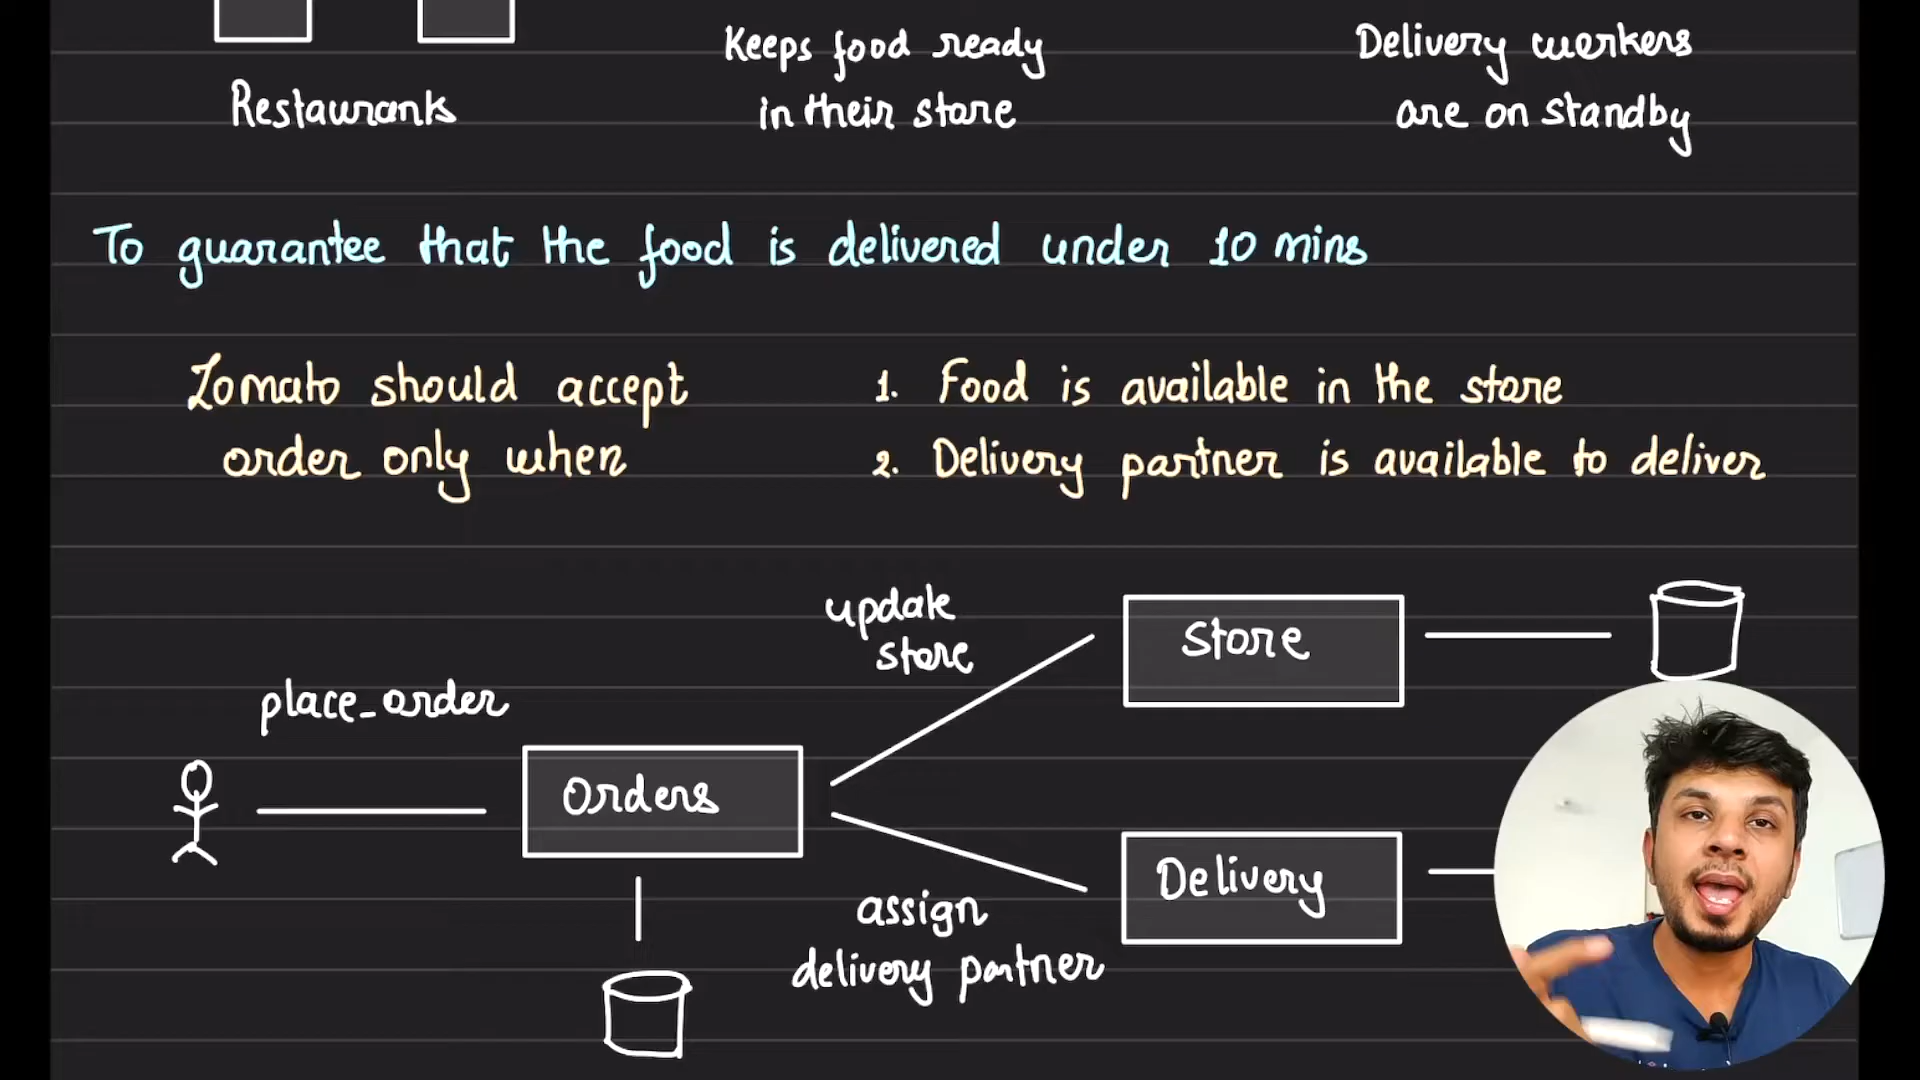 Keeps food ready
in their store
Delivery workers
are on standby
Restaurants
To guarantee that the food is delivered under 10 mins
Zomato should accept
order only when
1. Food is available in the store
2. Delivery partner is available to deliver
update
store
Store
place_order
Orders
Delivery
assign
delivery partner